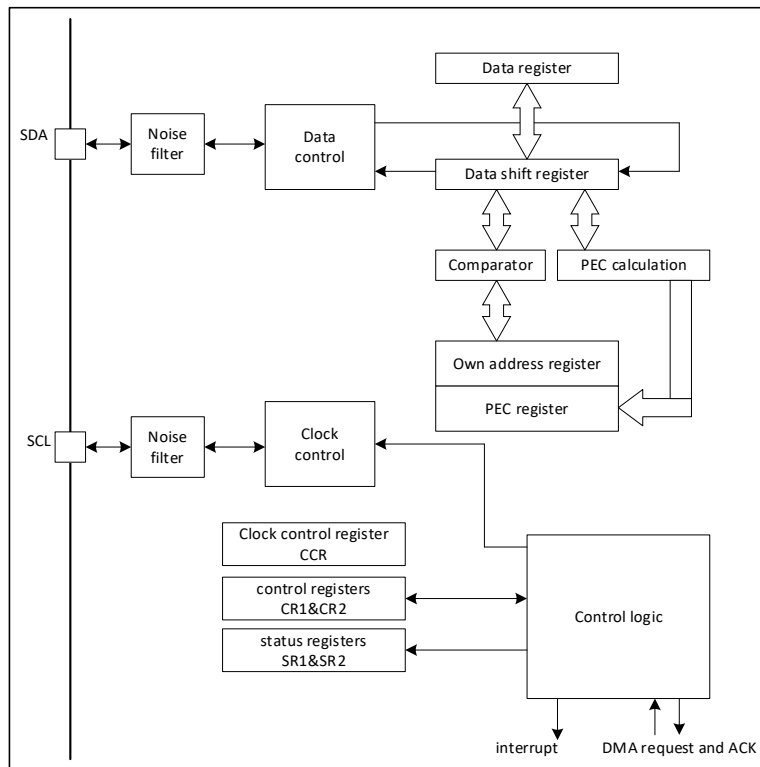 Data register
SDA
Noise
filter
Data
control
Data shift register
Comparator
PEC calculation
Own address register
PEC register
SCL
Noise
filter
Clock
control
Clock control register
CCR
control registers
CR1&CR2
status registers
SR1&SR2
Control logic
interrupt
DMA request and ACK